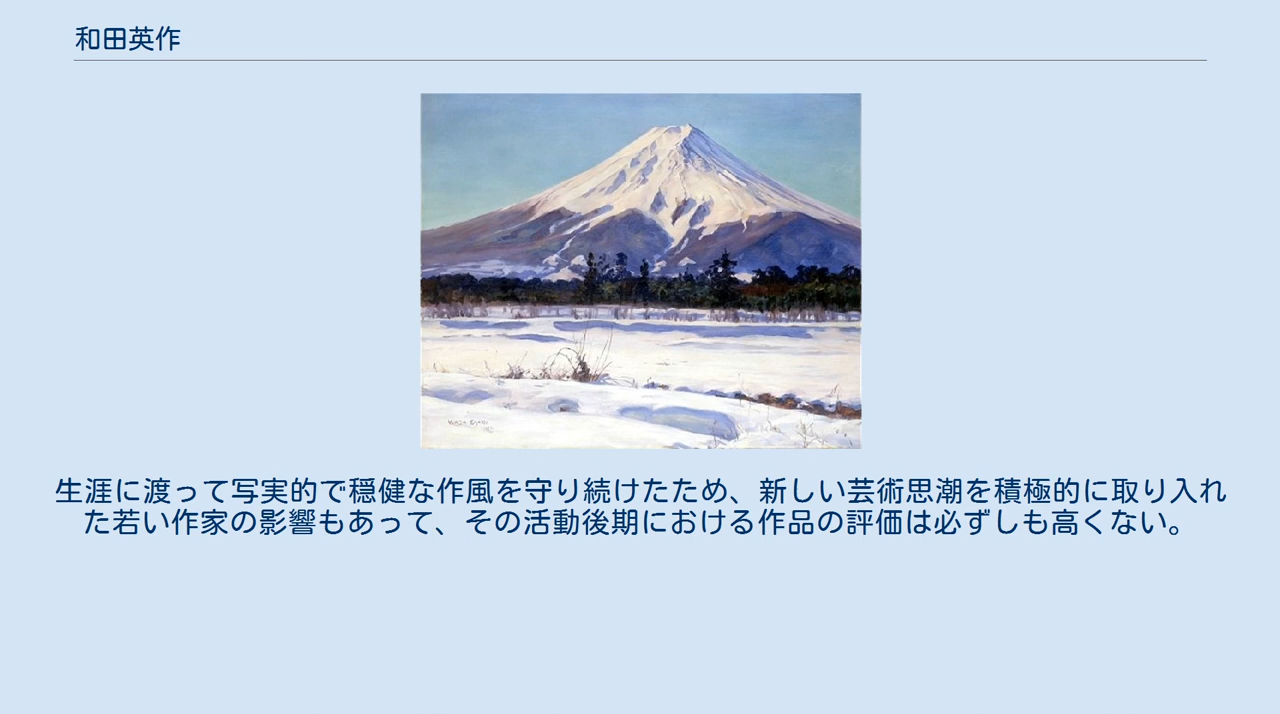 和田英作
生涯に渡って写実的で穏健な作風を守り続けたため、新しい芸術思潮を積極的に取り入れ
た若い作家の影響もあって、その活動後期における作品の評価は必ずしも高くない。